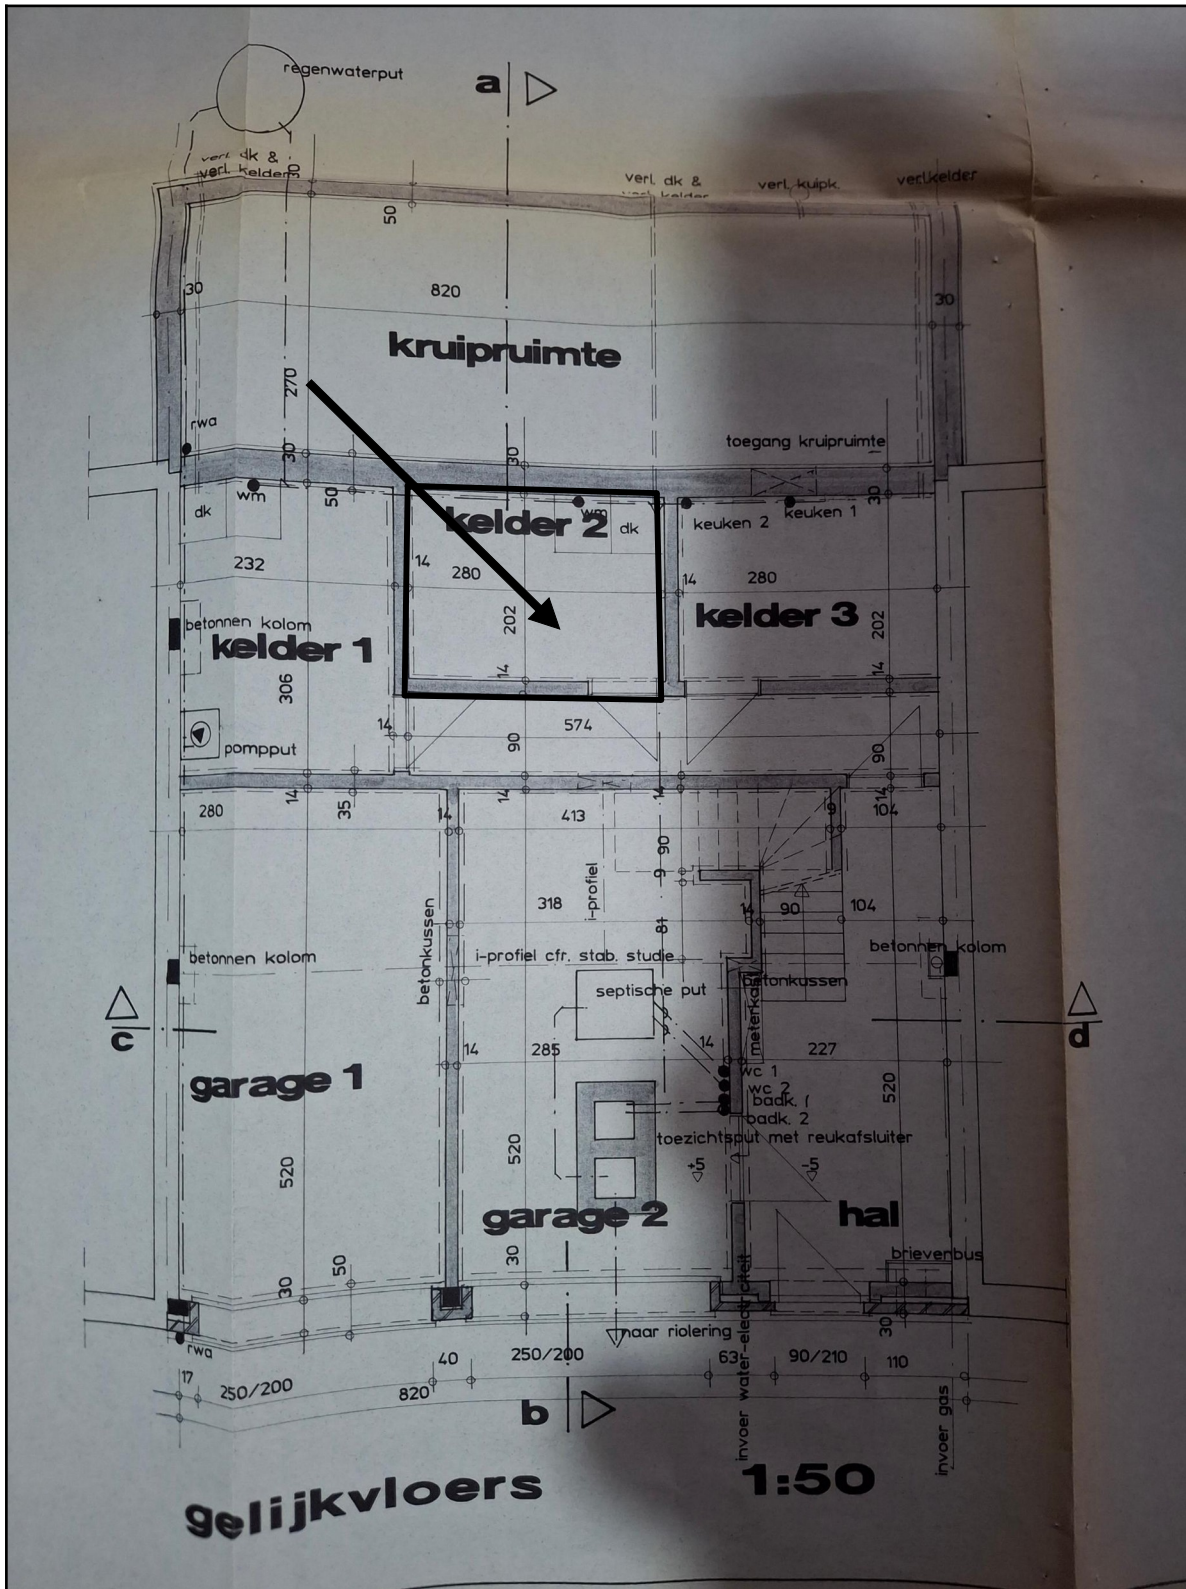 regenwaterput
a
verl. dk &
verl. kelder
30
verl. dk &
verl. kelder
verl. kuipk.
verl.kelder
50
30
820
30
kruipruimte
270
rwa
toegang kruipruimte
30
30
wm
50
30
dk
kelder 2
wm
dk
keuken 2
keuken 1
232
14
280
14
280
betonnen kolom
202
kelder 3
202
kelder 1
306
14
14
14
574
90
90
pompput
14
35
14
14
14
280
14
413
9
104
90
i-profiel
9
318
14
90
104
81
betonkussen
betonnen kolom
betonnen kolom
i-profiel cfr. stab. studie
septische put
betonkussen
meterkast
c
d
14
285
14
227
garage 1
wc 1
wc 2
badk. 1
badk. 2
520
toezichtsput met reukafsluiter
520
520
+5
-5
garage 2
hal
brievenbus
30
50
30
30
naar riolering
rwa
17
250/200
40
250/200
63
90/210
110
820
invoer water-electriciteit
invoer gas
b
gelijkvloers
1:50